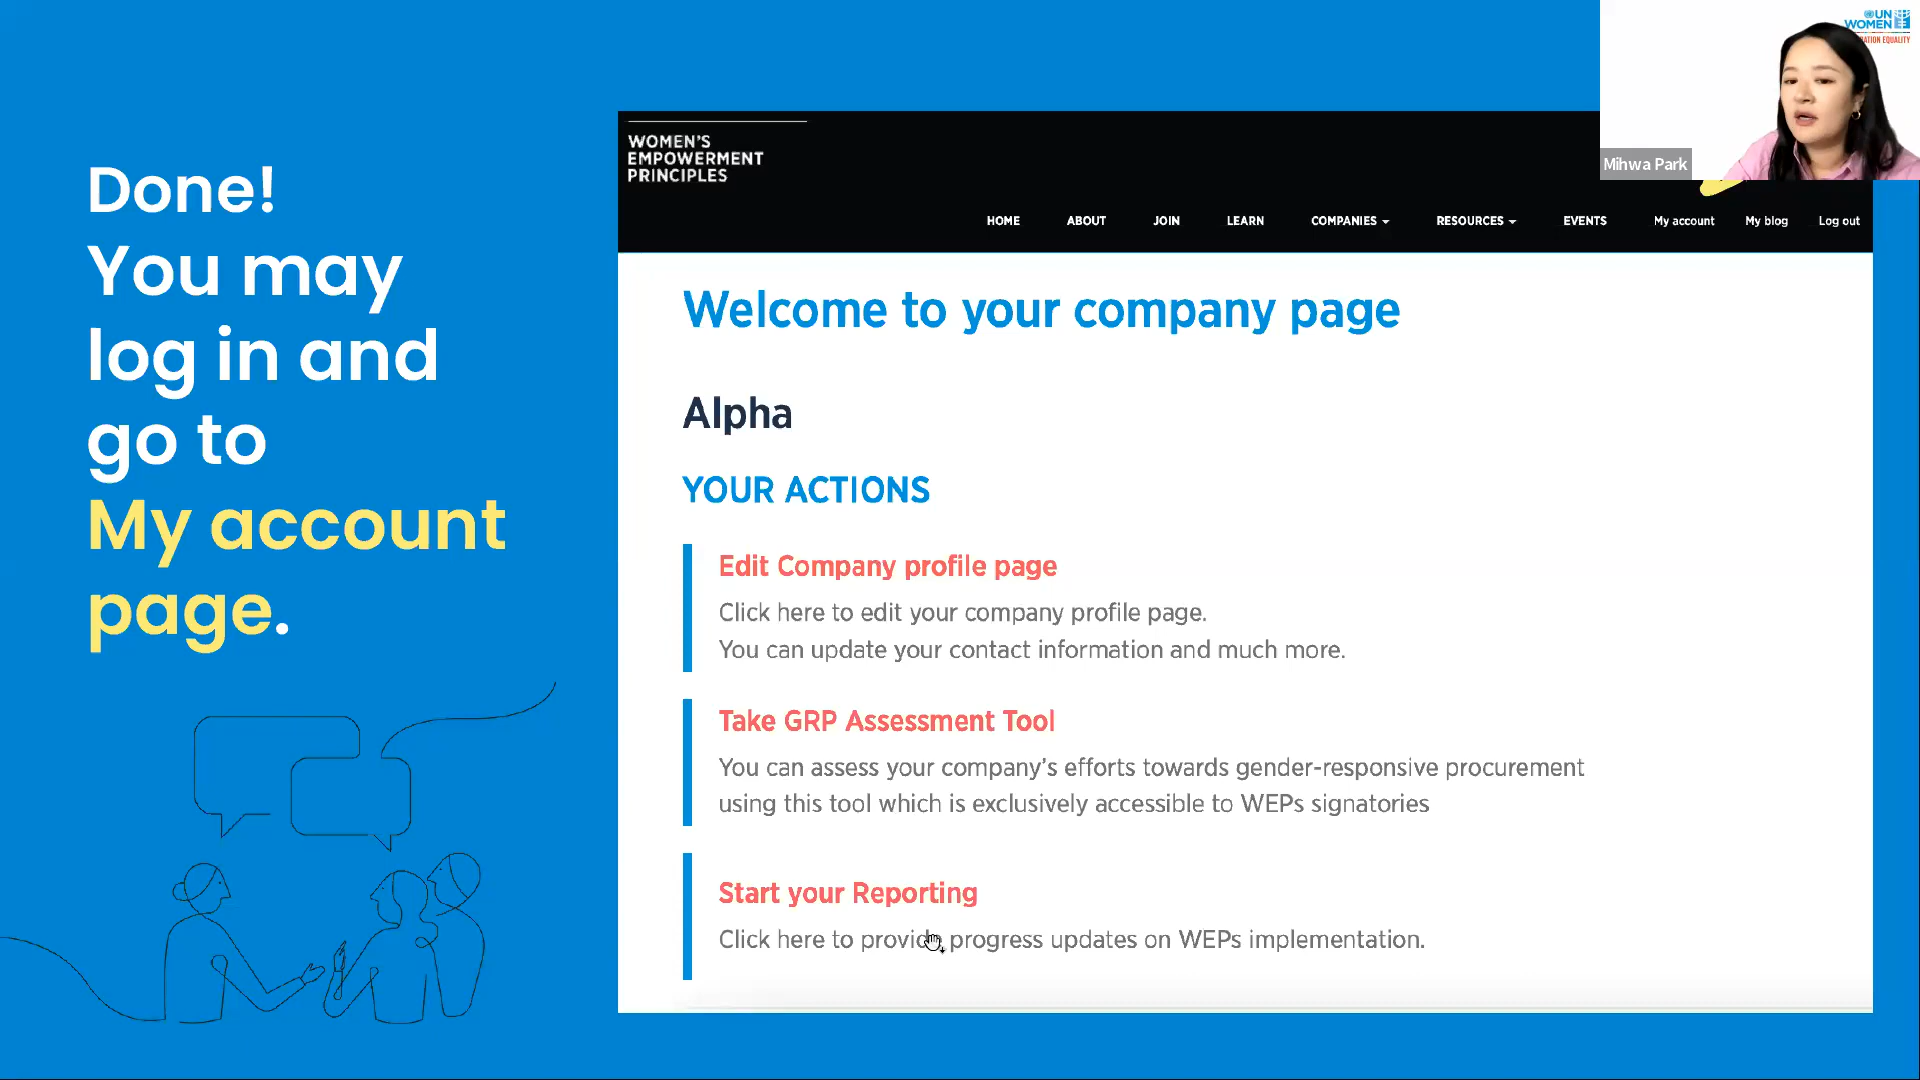 Done!
You may
log in and
go to
My account
page.
WOMEN'S
EMPOWERMENT
PRINCIPLES
HOME ABOUT JOIN LEARN COMPANIES RESOURCES EVENTS My account My blog Log out
Welcome to your company page
Alpha
YOUR ACTIONS
Edit Company profile page
Click here to edit your company profile page.
You can update your contact information and much more.
Take GRP Assessment Tool
You can assess your company's efforts towards gender-responsive procurement
using this tool which is exclusively accessible to WEPs signatories
Start your Reporting
Click here to provide progress updates on WEPs implementation.
UN
WOMEN
EQUALITY
Mihwa Park